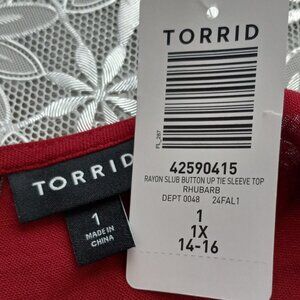 TORRID
FL_267
42590415
RAYON SLUB BUTTON UP TIE SLEEVE TOP
RHUBARB
DEPT 0048 24FAL1
1
1X
14-16
TORRID
1
MADE IN
CHINA